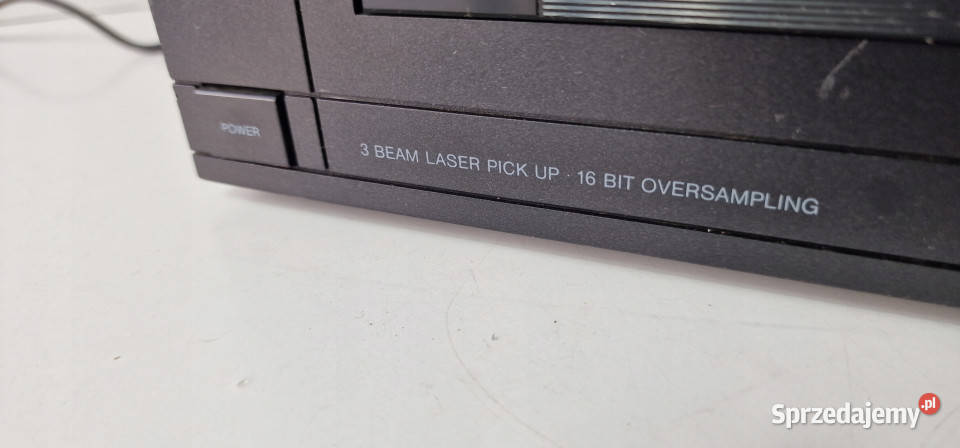 POWER
3 BEAM LASER PICK UP · 16 BIT OVERSAMPLING
Sprzedajemy.pl